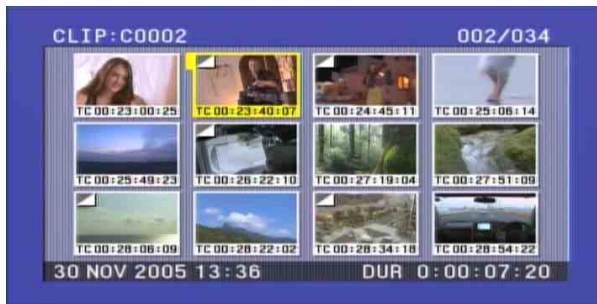 CLIP:C0002 002/034
TC 00:23:00:25 TC 00:23:40:07 TC 00:24:45:11 TC 00:25:06:14
TC 00:25:49:23 TC 00:26:22:10 TC 00:27:19:04 TC 00:27:51:09
TC 00:28:06:09 TC 00:28:22:02 TC 00:28:34:18 TC 00:28:54:22
30 NOV 2005 13:36 DUR 0:00:07:20